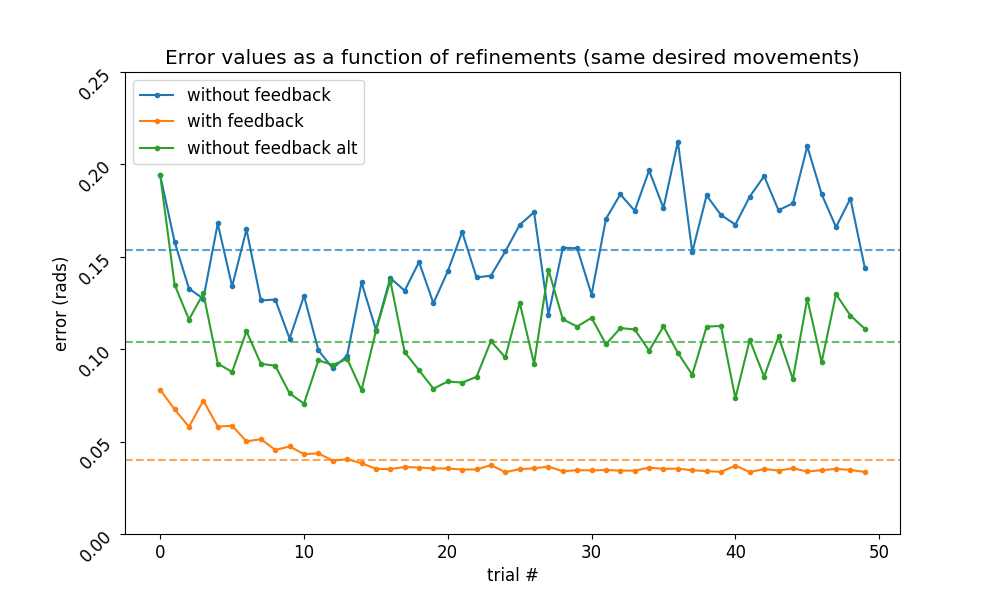 Error values as a function of refinements (same desired movements)
without feedback
with feedback
without feedback alt
error (rads)
0.25
0.20
0.15
0.10
0.05
0.00
0 10 20 30 40 50
trial #